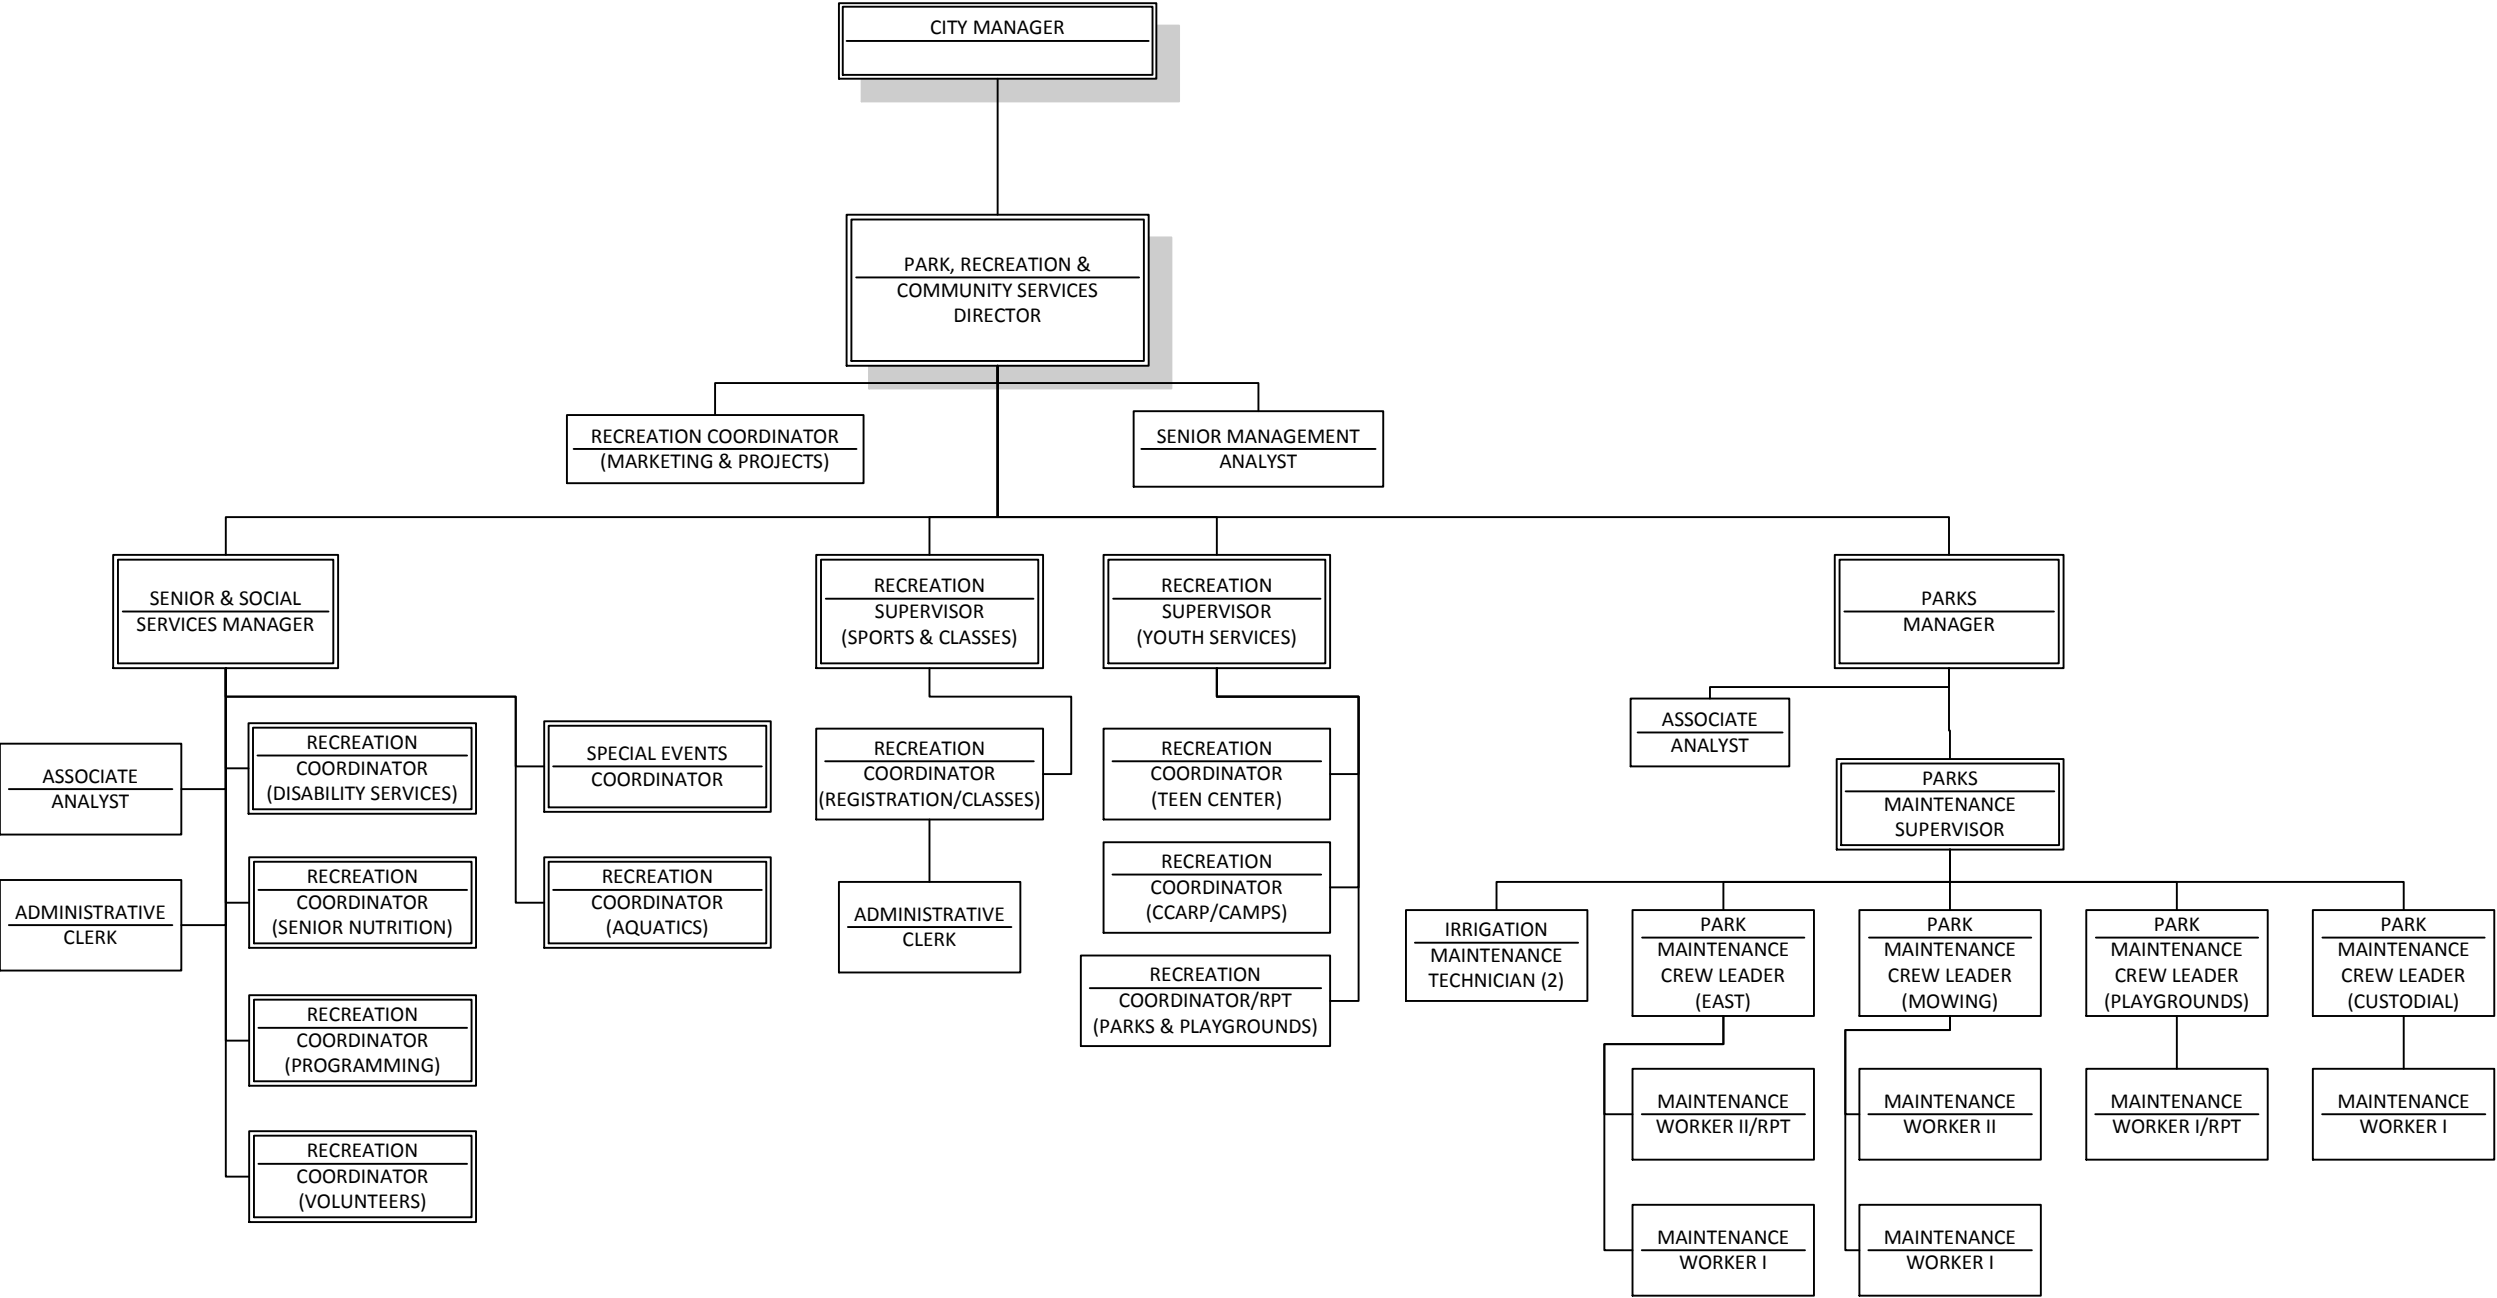 CITY MANAGER
PARK, RECREATION &
COMMUNITY SERVICES
DIRECTOR
RECREATION COORDINATOR
(MARKETING & PROJECTS)
SENIOR MANAGEMENT
ANALYST
SENIOR & SOCIAL
SERVICES MANAGER
RECREATION
SUPERVISOR
(SPORTS & CLASSES)
RECREATION
SUPERVISOR
(YOUTH SERVICES)
PARKS
MANAGER
ASSOCIATE
ANALYST
RECREATION
COORDINATOR
(DISABILITY SERVICES)
SPECIAL EVENTS
COORDINATOR
RECREATION
COORDINATOR
(REGISTRATION/CLASSES)
RECREATION
COORDINATOR
(TEEN CENTER)
ASSOCIATE
ANALYST
PARKS
MAINTENANCE
SUPERVISOR
ADMINISTRATIVE
CLERK
RECREATION
COORDINATOR
(SENIOR NUTRITION)
RECREATION
COORDINATOR
(AQUATICS)
ADMINISTRATIVE
CLERK
RECREATION
COORDINATOR
(CCARP/CAMPS)
RECREATION
COORDINATOR/RPT
(PARKS & PLAYGROUNDS)
IRRIGATION
MAINTENANCE
TECHNICIAN (2)
PARK
MAINTENANCE
CREW LEADER
(EAST)
PARK
MAINTENANCE
CREW LEADER
(MOWING)
PARK
MAINTENANCE
CREW LEADER
(PLAYGROUNDS)
PARK
MAINTENANCE
CREW LEADER
(CUSTODIAL)
RECREATION
COORDINATOR
(PROGRAMMING)
MAINTENANCE
WORKER II/RPT
MAINTENANCE
WORKER II
MAINTENANCE
WORKER I/RPT
MAINTENANCE
WORKER I
RECREATION
COORDINATOR
(VOLUNTEERS)
MAINTENANCE
WORKER I
MAINTENANCE
WORKER I